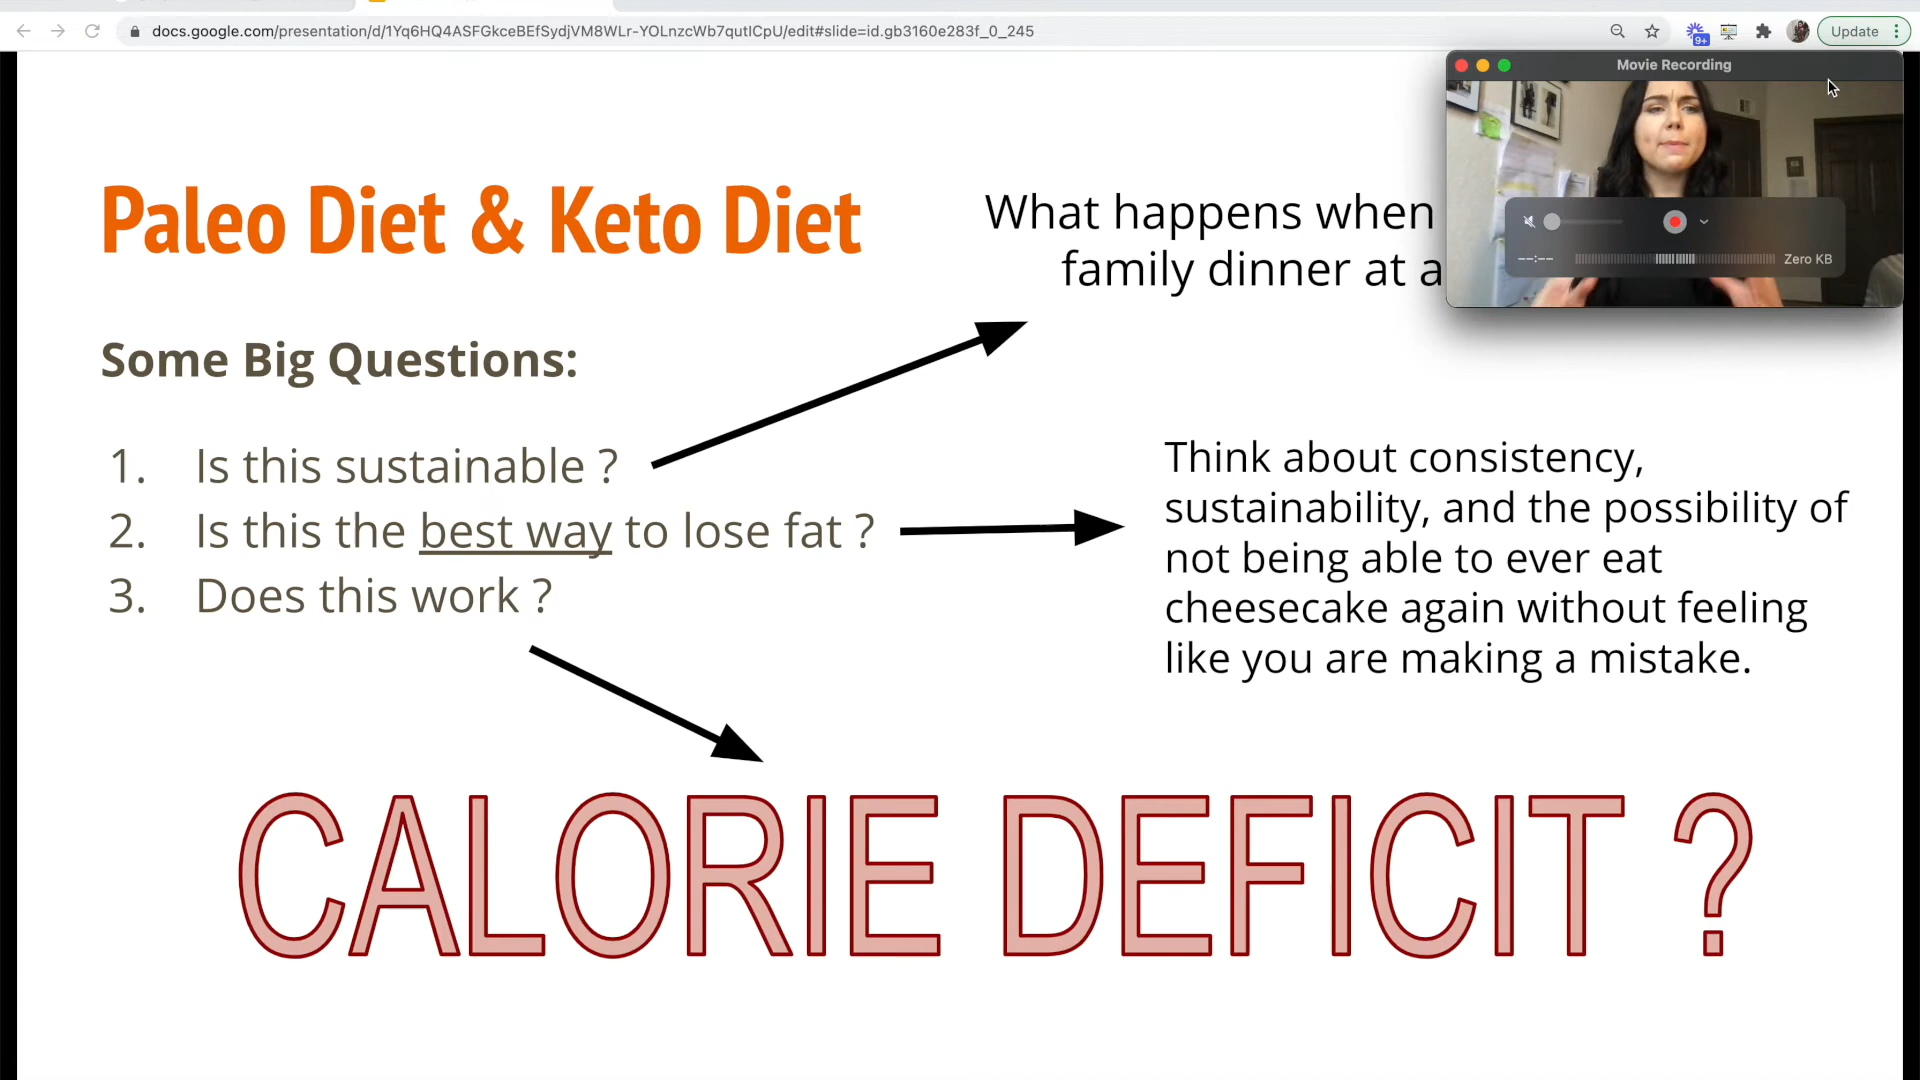 docs.google.com/presentation/d/1Yq6HQ4ASFGkceBEfSydjVM8WLr-YOLnzcWb7qutICpU/edit#slide=id.gb3160e283f_0_245
9+
Update
Movie Recording
--:--
Zero KB
Paleo Diet & Keto Diet
What happens when
family dinner at a
Some Big Questions:
1. Is this sustainable ?
2. Is this the best way to lose fat ?
3. Does this work ?
Think about consistency,
sustainability, and the possibility of
not being able to ever eat
cheesecake again without feeling
like you are making a mistake.
CALORIE DEFICIT ?